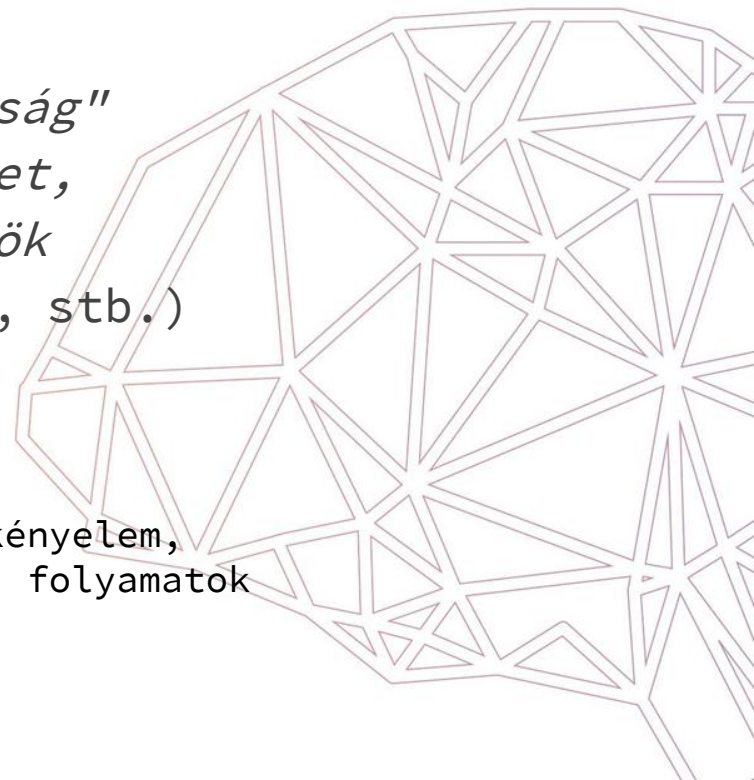 ság"
et,
ök
, stb.)
kényelem,
folyamatok